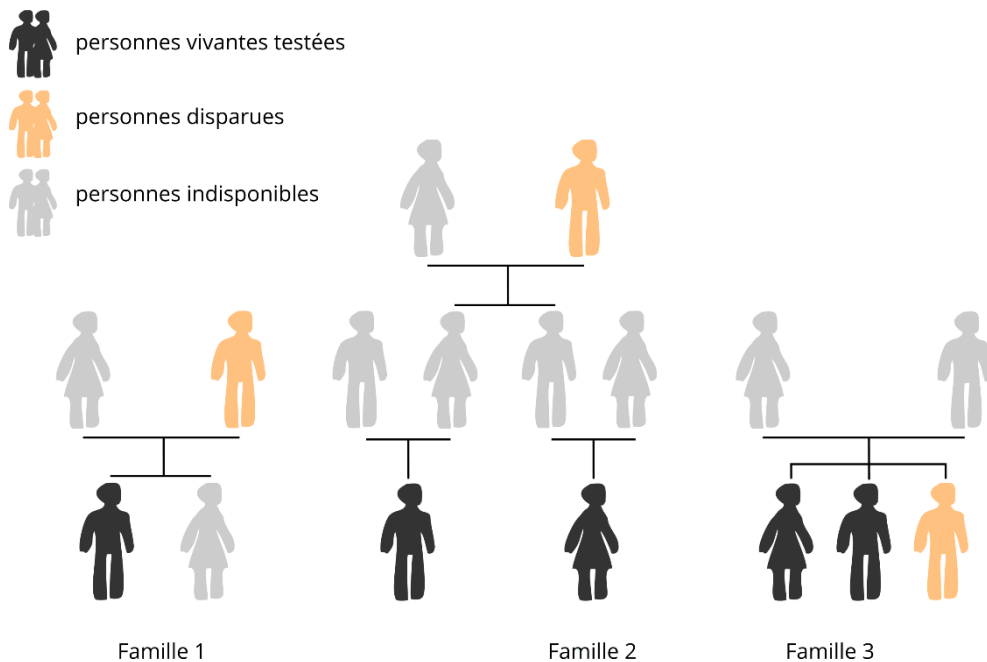 personnes vivantes testées
personnes disparues
personnes indisponibles
Famille 1
Famille 2
Famille 3